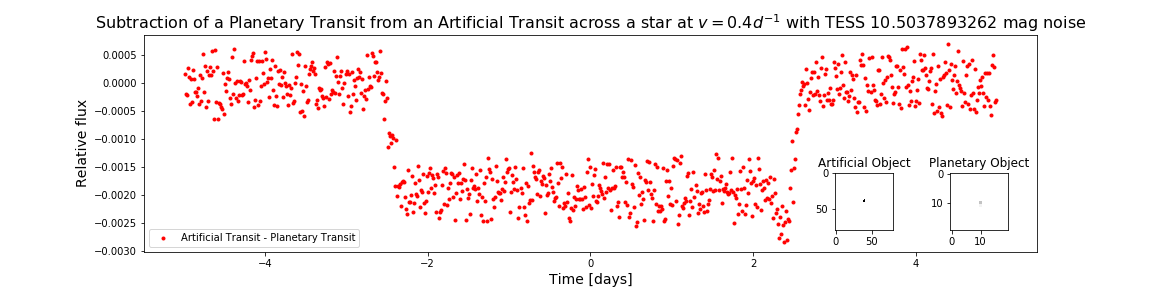 Subtraction of a Planetary Transit from an Artificial Transit across a star at v = 0.4d⁻¹ with TESS 10.5037893262 mag noise
Relative flux
0.0005
0.0000
−0.0005
−0.0010
−0.0015
−0.0020
−0.0025
−0.0030
Artificial Transit - Planetary Transit
Artificial Object
0
50
0 50
Planetary Object
0
10
0 10
−4 −2 0 2 4
Time [days]